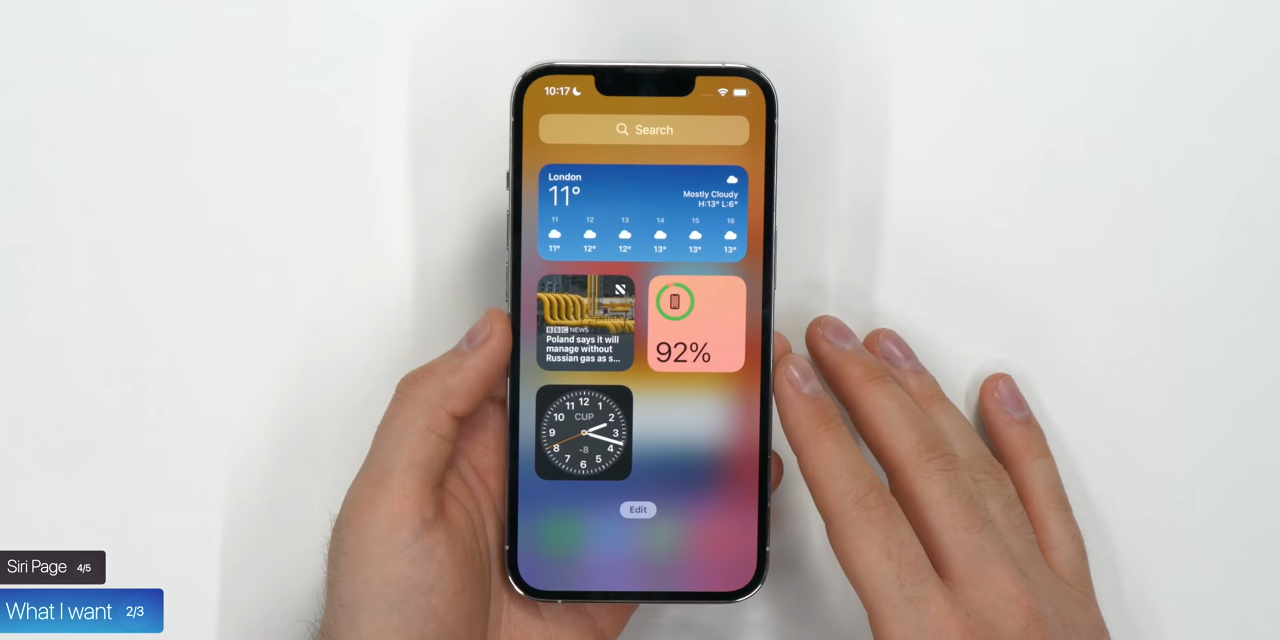 10:17
Search
London
11°
Mostly Cloudy
H:13° L:6°
11 12 13 14 15 16
11° 12° 12° 13° 13° 13°
BBC NEWS
Poland says it will
manage without
Russian gas as s...
92%
12
11 1
10 CUP 2
9 3
8 -8 4
7 5
6
Edit
Siri Page 4/5
What I want 2/3